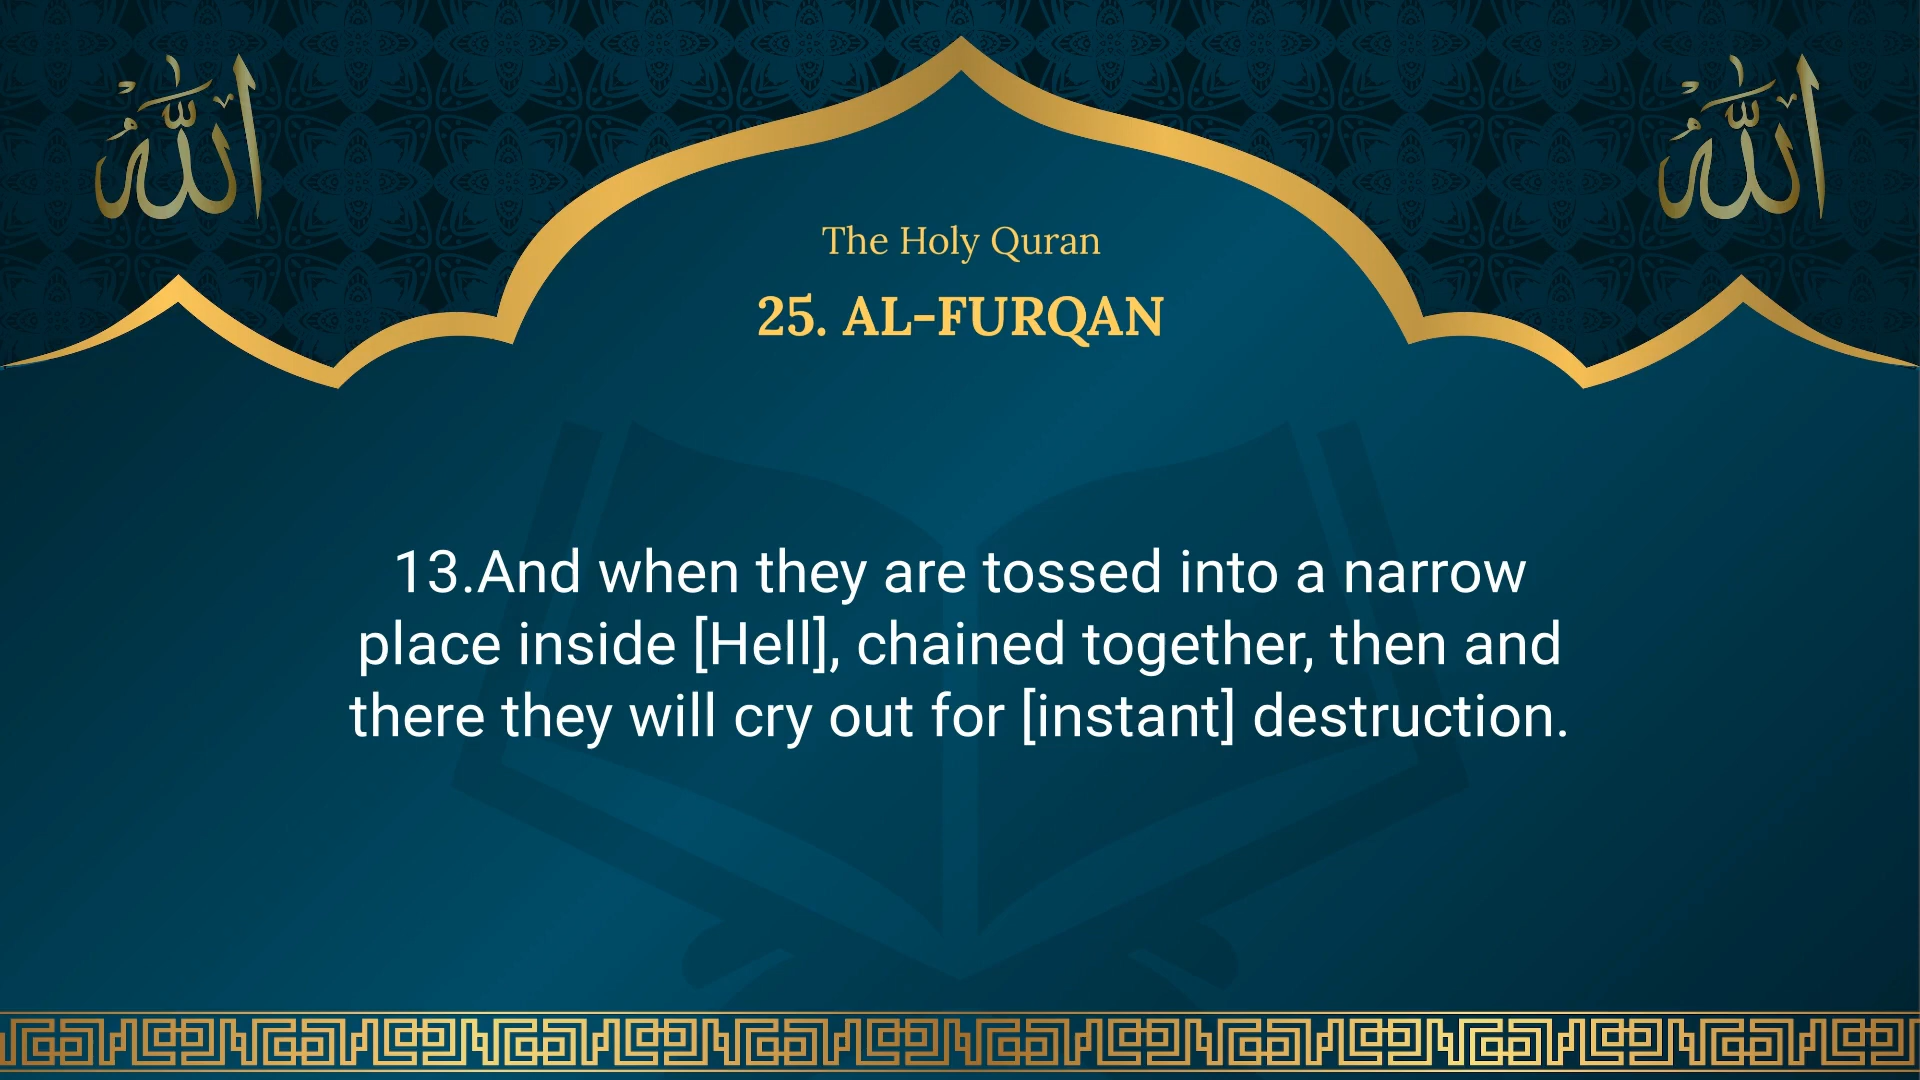 الله
الله
The Holy Quran
25. AL-FURQAN
13.And when they are tossed into a narrow
place inside [Hell], chained together, then and
there they will cry out for [instant] destruction.